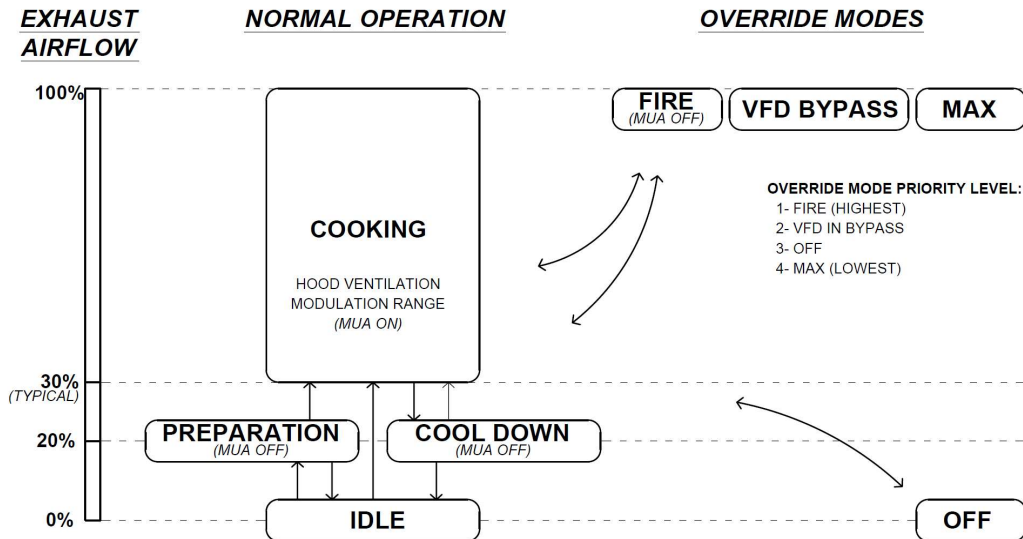 EXHAUST
AIRFLOW
NORMAL OPERATION
OVERRIDE MODES
100%
FIRE
(MUA OFF)
VFD BYPASS
MAX
OVERRIDE MODE PRIORITY LEVEL:
1- FIRE (HIGHEST)
2- VFD IN BYPASS
3- OFF
4- MAX (LOWEST)
COOKING
HOOD VENTILATION
MODULATION RANGE
(MUA ON)
30%
(TYPICAL)
PREPARATION
(MUA OFF)
COOL DOWN
(MUA OFF)
20%
0%
IDLE
OFF